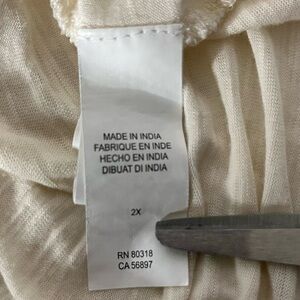 MADE IN INDIA
FABRIQUE EN INDE
HECHO EN INDIA
DIBUAT DI INDIA
2X
RN 80318
CA 56897